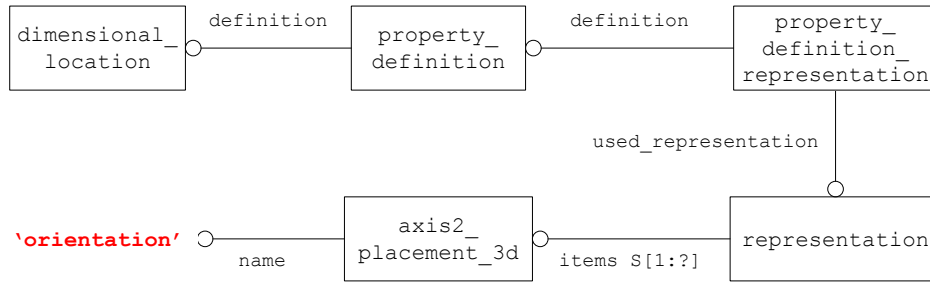 definition
definition
dimensional_
location
property_
definition
property_
definition_
representation
used_representation
‘orientation’
name
axis2_
placement_3d
items S[1:?]
representation